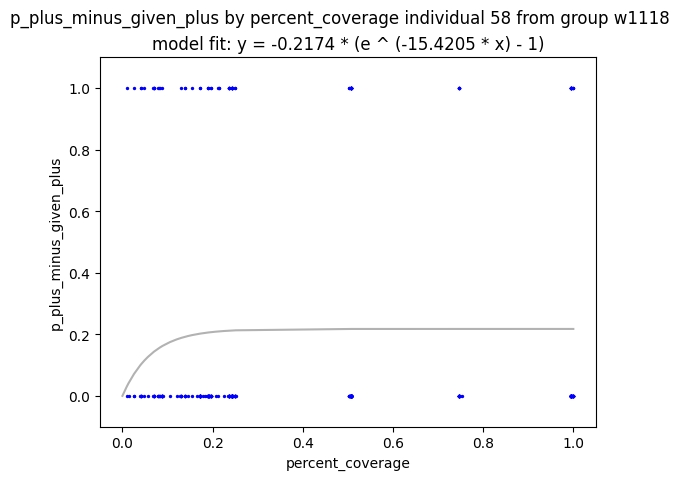 p_plus_minus_given_plus by percent_coverage individual 58 from group w1118
model fit: y = -0.2174 * (e ^ (-15.4205 * x) - 1)
1.0
0.8
0.6
0.4
0.2
0.0
p_plus_minus_given_plus
0.0 0.2 0.4 0.6 0.8 1.0
percent_coverage